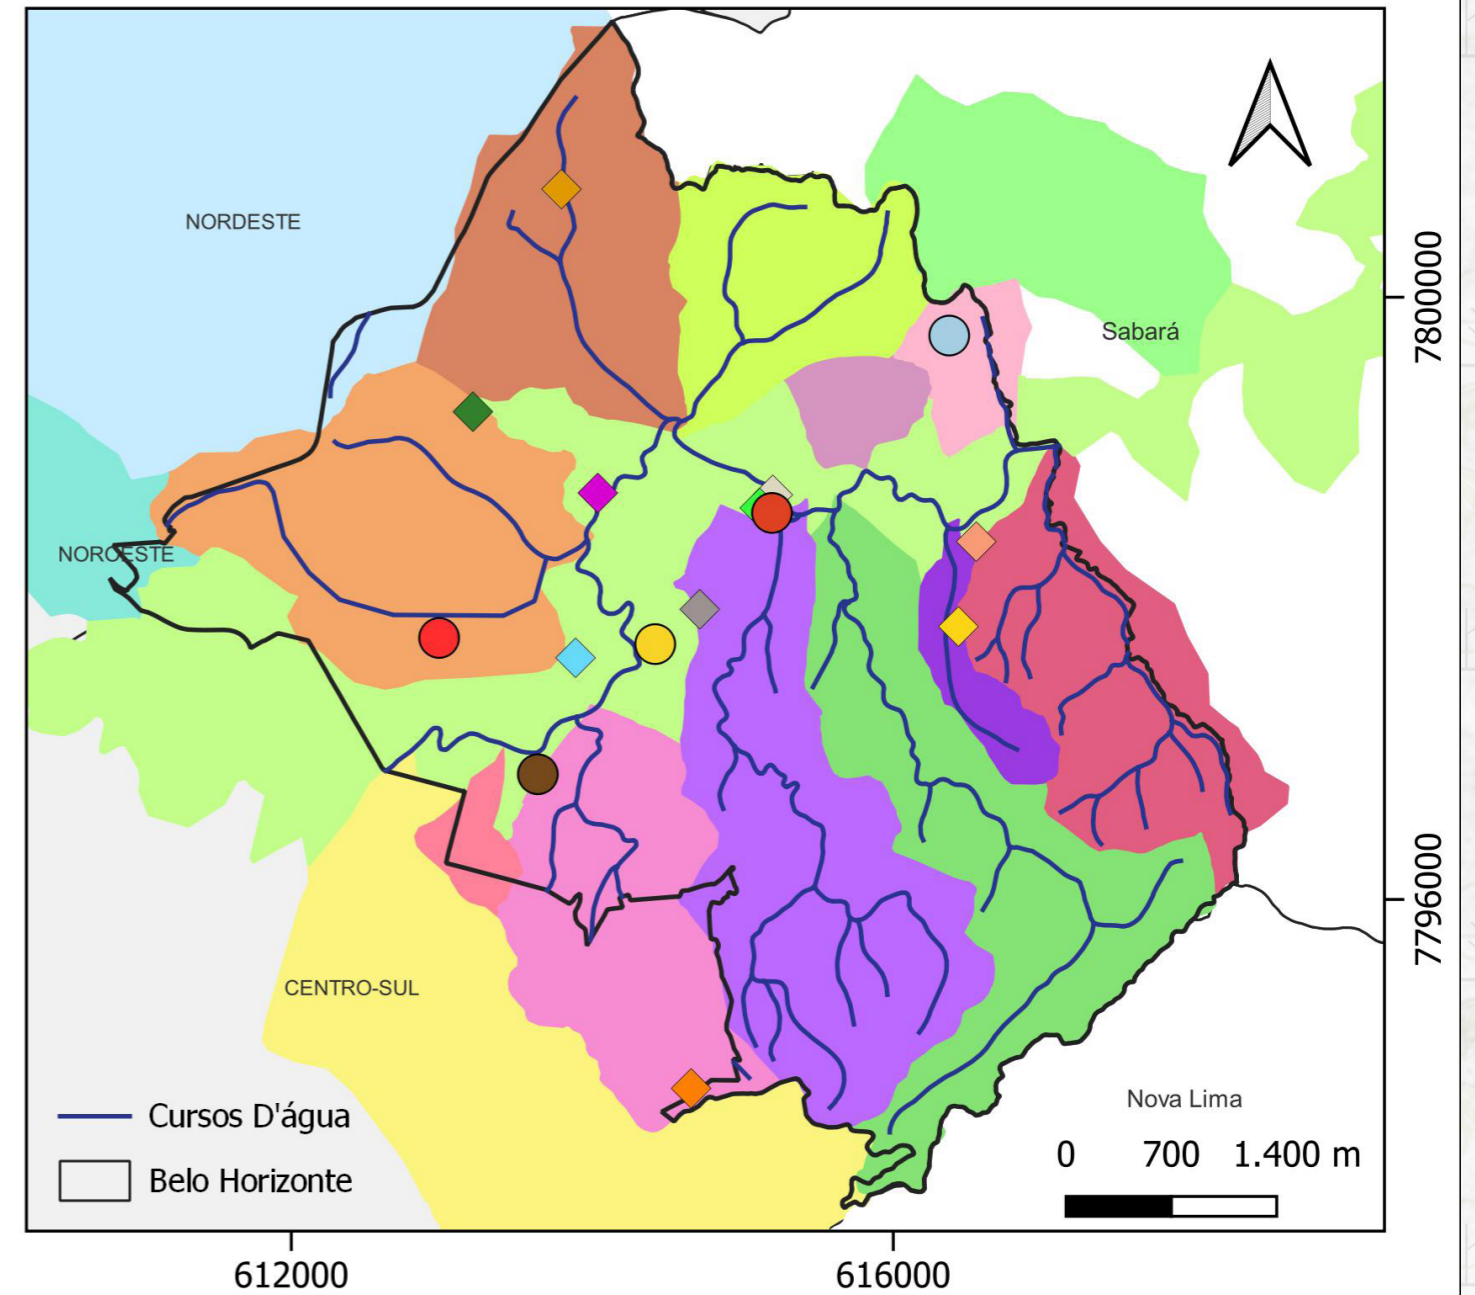 NORDESTE
7800000
Sabará
NOROESTE
7796000
CENTRO-SUL
Nova Lima
Cursos D'água
0 700 1.400 m
Belo Horizonte
612000 616000